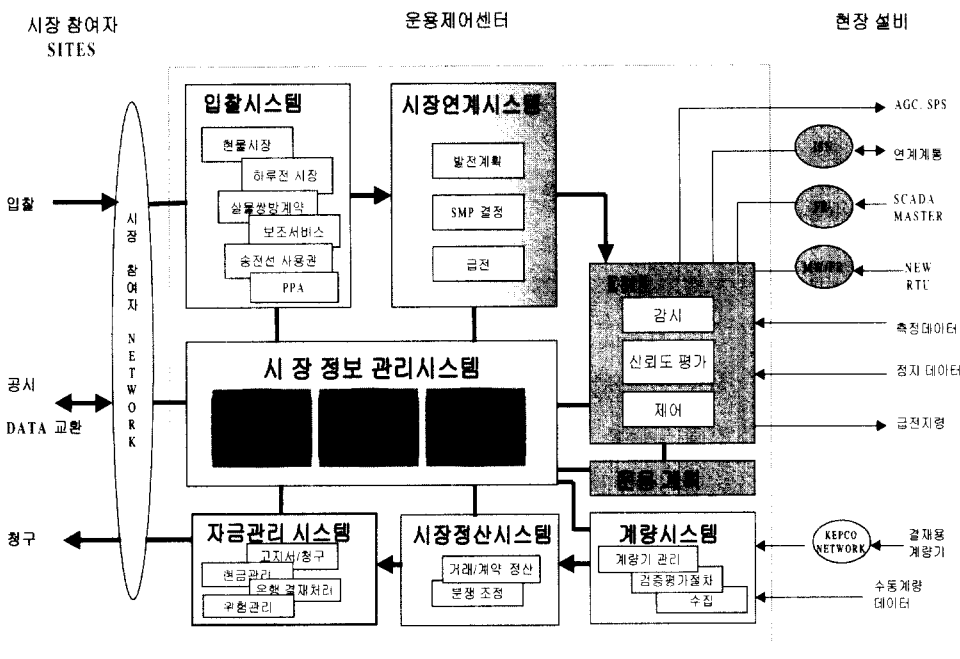 시장 참여자
SITES
운용제어센터
현장 설비
입찰시스템
현물시장
하루전 시장
실물쌍방계약
보조서비스
송전선 사용권
PPA
시장연계시스템
발전계획
SMP 결정
급전
AGC. SPS
연계계통
SCADA
MASTER
NEW
RTU
측정데이터
정지 데이터
급전지령
감시
신뢰도 평가
제어
입찰
공시
DATA 교환
청구
시장 참여자 NETWORK
시 장 정보 관리시스템
운용 계획
자금관리 시스템
고지서/청구
현금관리
은행 결재처리
위험관리
시장정산시스템
거래/계약 정산
분쟁 조정
계량시스템
계량기 관리
검증평가절차
수집
KEPCO
NETWORK
결재용
계량기
수동계량
데이터